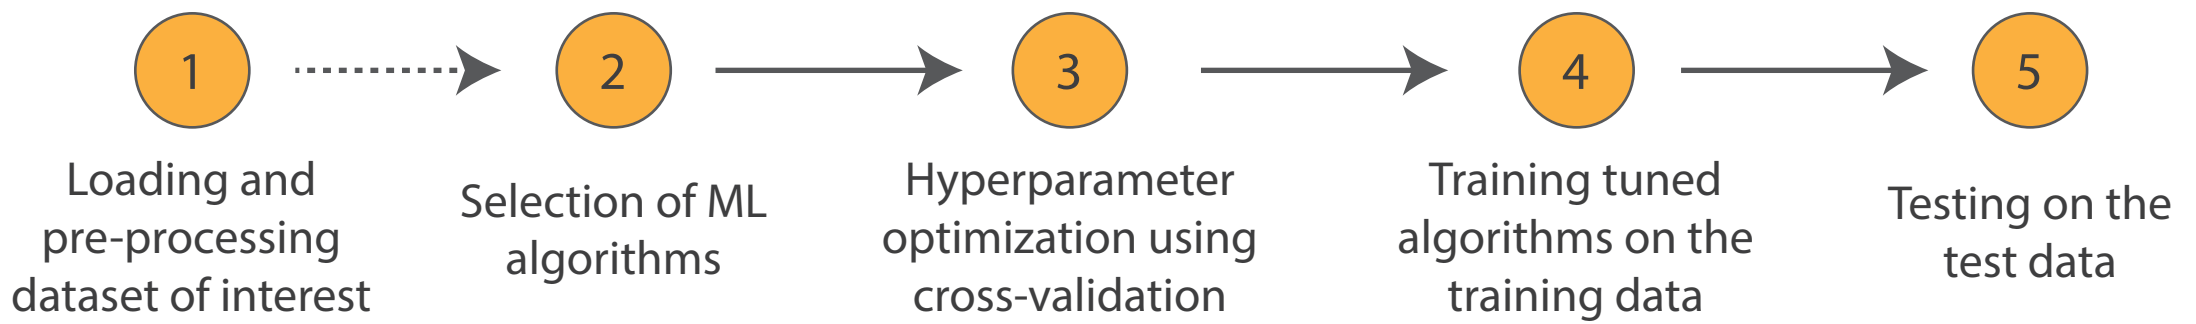 1
Loading and
pre-processing
dataset of interest
2
Selection of ML
algorithms
3
Hyperparameter
optimization using
cross-validation
4
Training tuned
algorithms on the
training data
5
Testing on the
test data